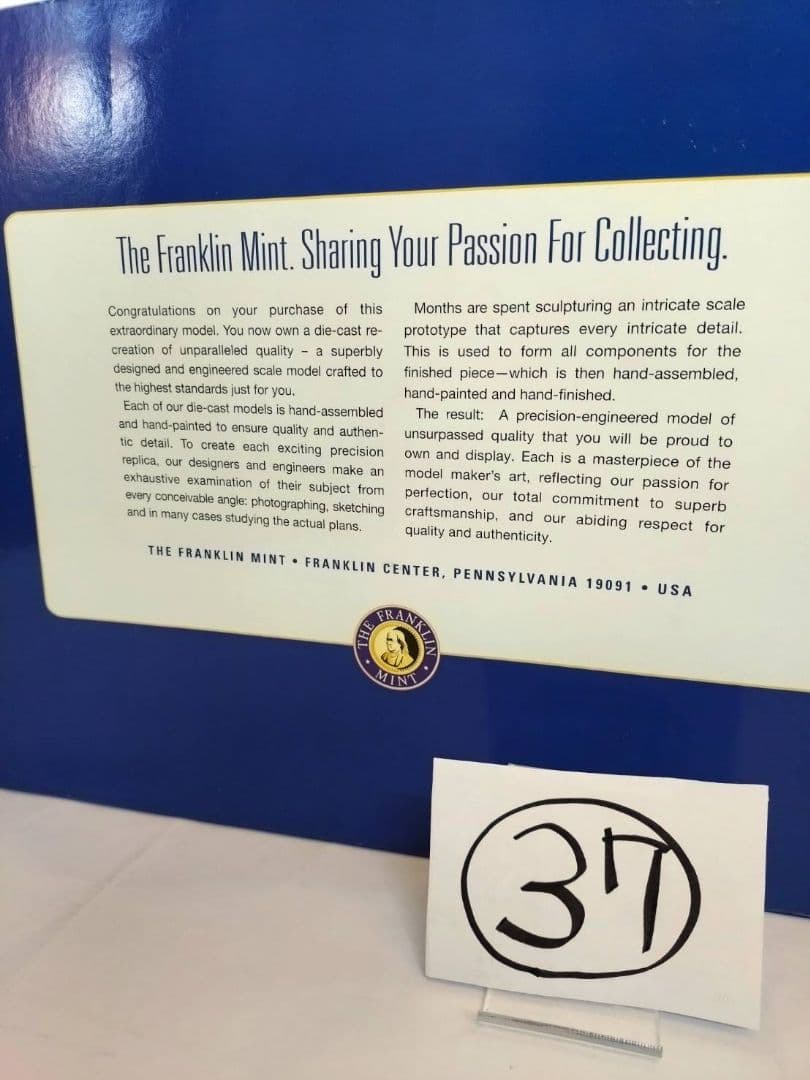 The Franklin Mint. Sharing Your Passion For Collecting.
Congratulations on your purchase of this
extraordinary model. You now own a die-cast re-
creation of unparalleled quality – a superbly
designed and engineered scale model crafted to
the highest standards just for you.
Each of our die-cast models is hand-assembled
and hand-painted to ensure quality and authen-
tic detail. To create each exciting precision
replica, our designers and engineers make an
exhaustive examination of their subject from
every conceivable angle: photographing, sketching
and in many cases studying the actual plans.
Months are spent sculpturing an intricate scale
prototype that captures every intricate detail.
This is used to form all components for the
finished piece—which is then hand-assembled,
hand-painted and hand-finished.
The result: A precision-engineered model of
unsurpassed quality that you will be proud to
own and display. Each is a masterpiece of the
model maker's art, reflecting our passion for
perfection, our total commitment to superb
craftsmanship, and our abiding respect for
quality and authenticity.
THE FRANKLIN MINT • FRANKLIN CENTER, PENNSYLVANIA 19091 • USA
THE FRANKLIN
• MINT •
37